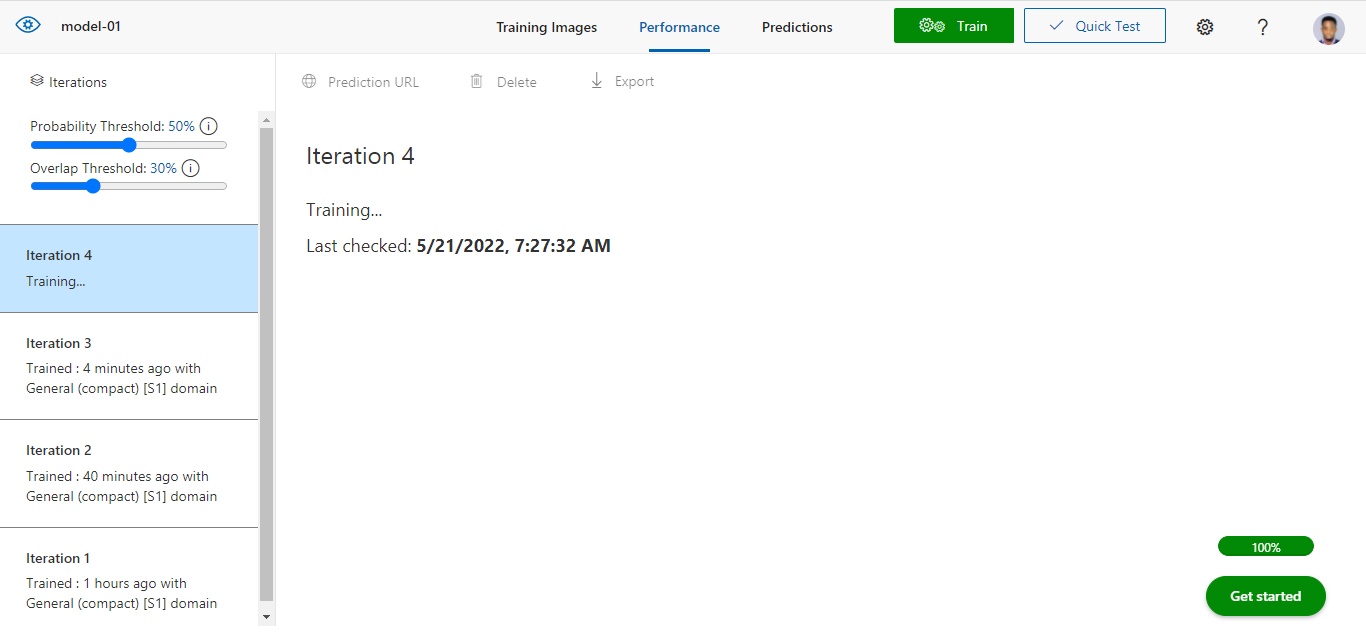 model-01
Training Images
Performance
Predictions
Train
Quick Test
?
Iterations
Prediction URL
Delete
Export
Probability Threshold: 50% i
Overlap Threshold: 30% i
Iteration 4
Training...
Last checked: 5/21/2022, 7:27:32 AM
Iteration 4
Training...
Iteration 3
Trained : 4 minutes ago with
General (compact) [S1] domain
Iteration 2
Trained : 40 minutes ago with
General (compact) [S1] domain
Iteration 1
Trained : 1 hours ago with
General (compact) [S1] domain
100%
Get started